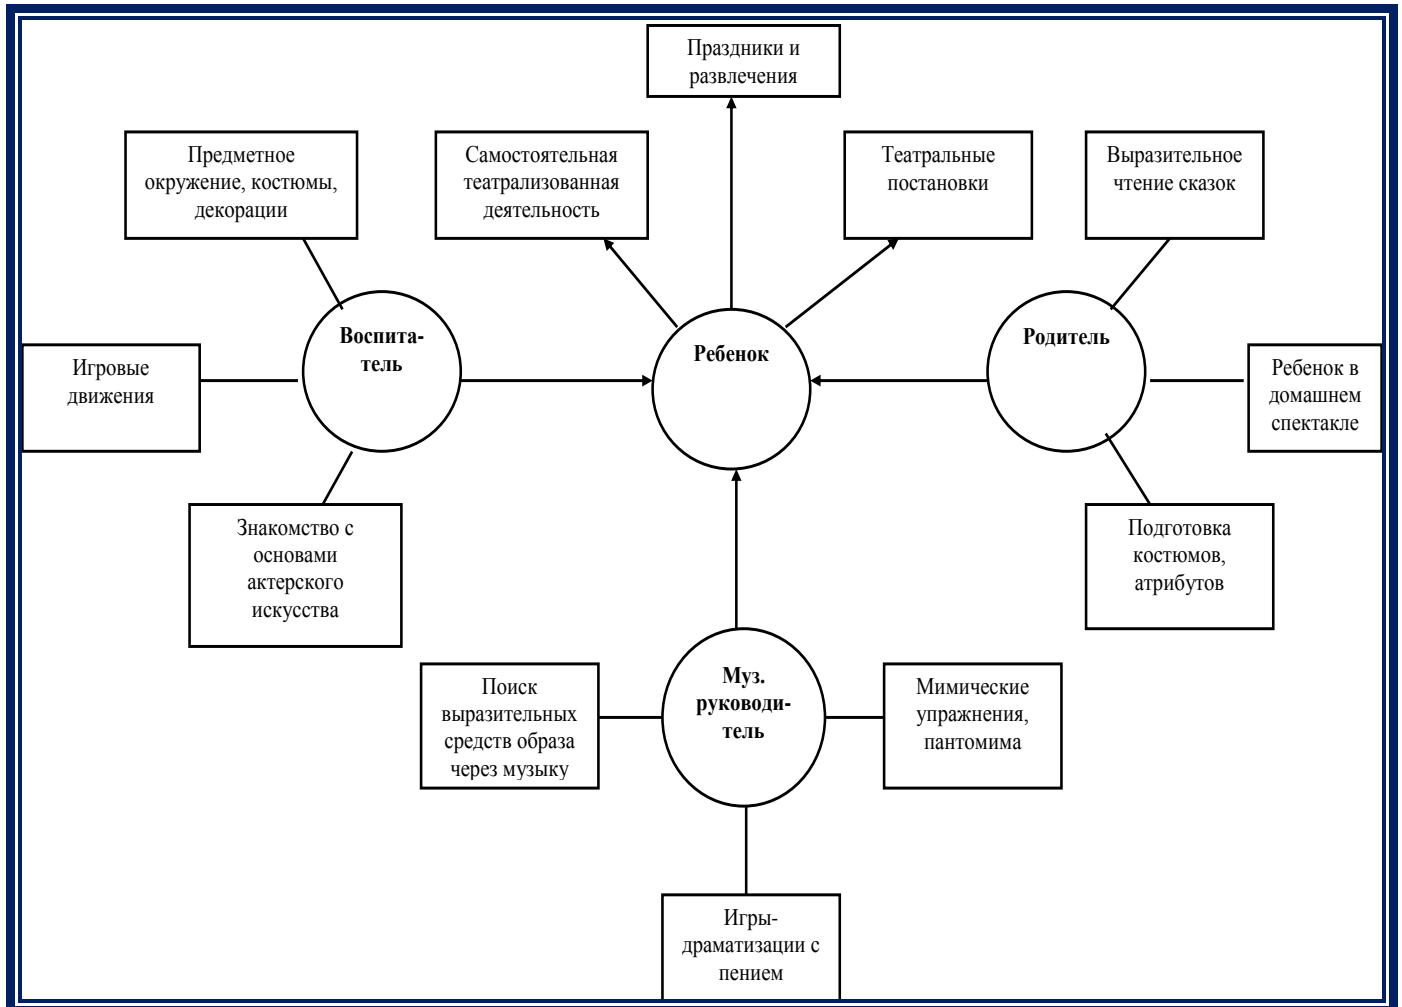 Праздники и
развлечения
Предметное
окружение, костюмы,
декорации
Самостоятельная
театрализованная
деятельность
Театральные
постановки
Выразительное
чтение сказок
Воспита-
тель
Ребенок
Родитель
Игровые
движения
Ребенок в
домашнем
спектакле
Знакомство с
основами
актерского
искусства
Подготовка
костюмов,
атрибутов
Поиск
выразительных
средств образа
через музыку
Муз.
руководи-
тель
Мимические
упражнения,
пантомима
Игры-
драматизации с
пением